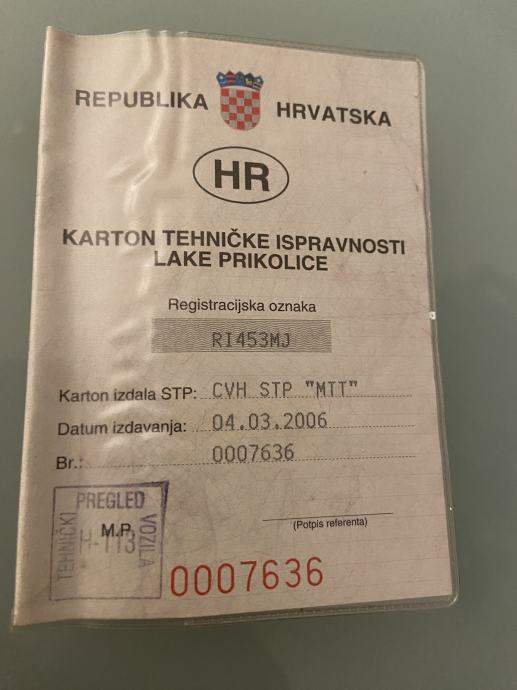 REPUBLIKA HRVATSKA
HR
KARTON TEHNIČKE ISPRAVNOSTI
LAKE PRIKOLICE
Registracijska oznaka
RI453MJ
Karton izdala STP: CVH STP "MTT"
Datum izdavanja: 04.03.2006
Br.: 0007636
PREGLED
TEHNIČKI
M.P.
H-113
VOZILA
(Potpis referenta)
0007636